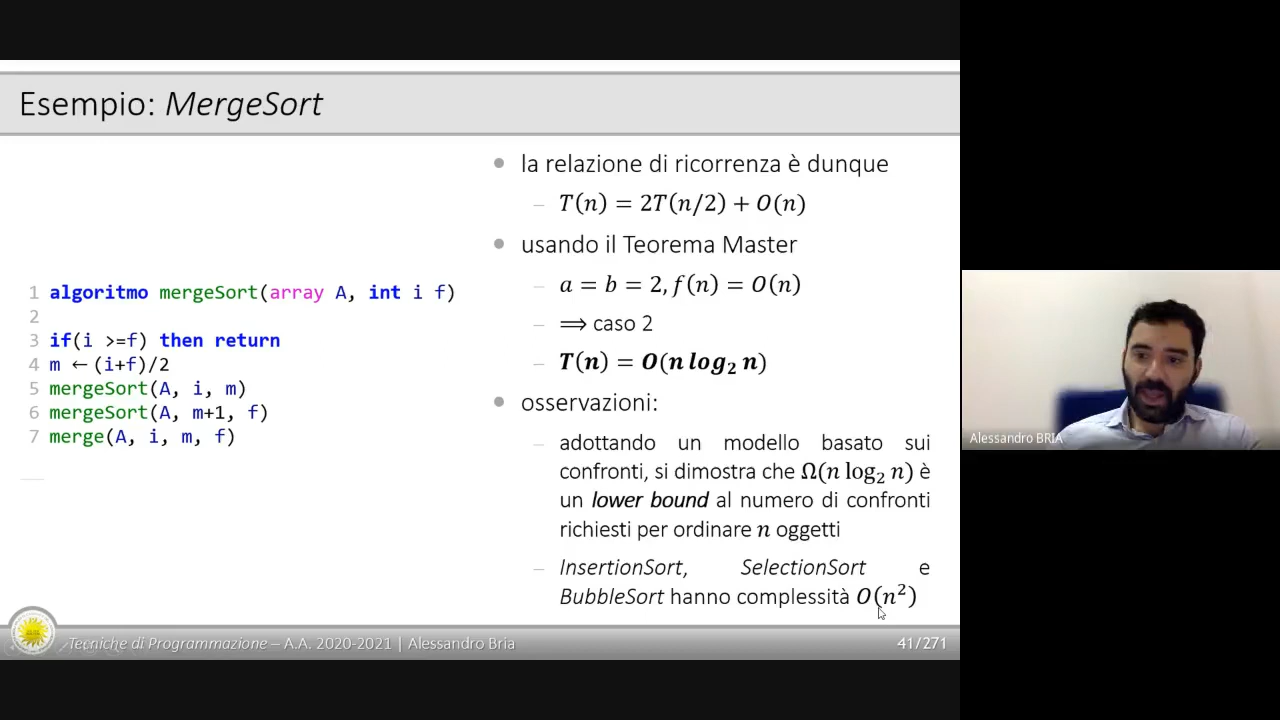 Esempio: MergeSort
1 algoritmo mergeSort(array A, int i f)
2
3 if(i >=f) then return
4 m ← (i+f)/2
5 mergeSort(A, i, m)
6 mergeSort(A, m+1, f)
7 merge(A, i, m, f)
• la relazione di ricorrenza è dunque
– T(n) = 2T(n/2) + O(n)
• usando il Teorema Master
– a = b = 2, f(n) = O(n)
– ⟹ caso 2
– T(n) = O(n log₂ n)
• osservazioni:
– adottando un modello basato sui
confronti, si dimostra che Ω(n log₂ n) è
un lower bound al numero di confronti
richiesti per ordinare n oggetti
– InsertionSort, SelectionSort e
BubbleSort hanno complessità O(n²)
Tecniche di Programmazione – A.A. 2020-2021 | Alessandro Bria
41/271
Alessandro BRIA